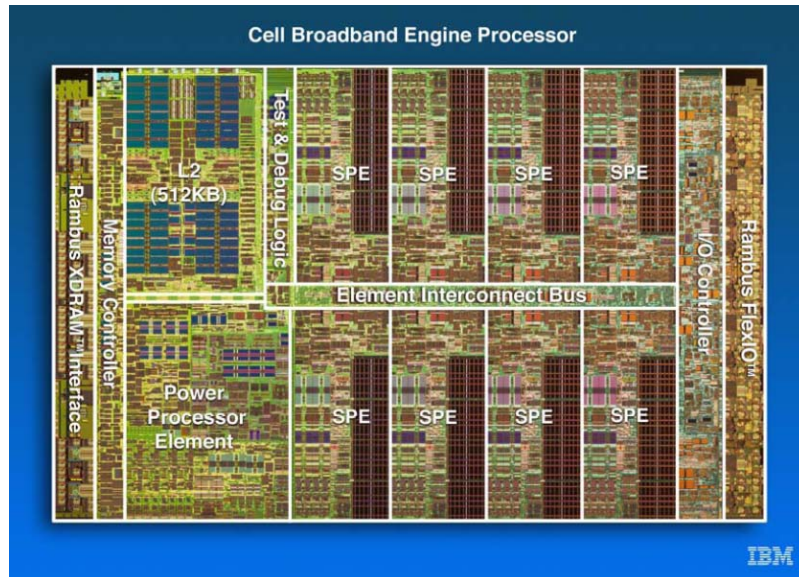 Cell Broadband Engine Processor
Rambus XDRAM™ Interface
Memory Controller
L2
(512KB)
Test & Debug Logic
SPE
SPE
SPE
SPE
I/O Controller
Rambus FlexIO™
Element Interconnect Bus
Power
Processor
Element
SPE
SPE
SPE
SPE
IBM